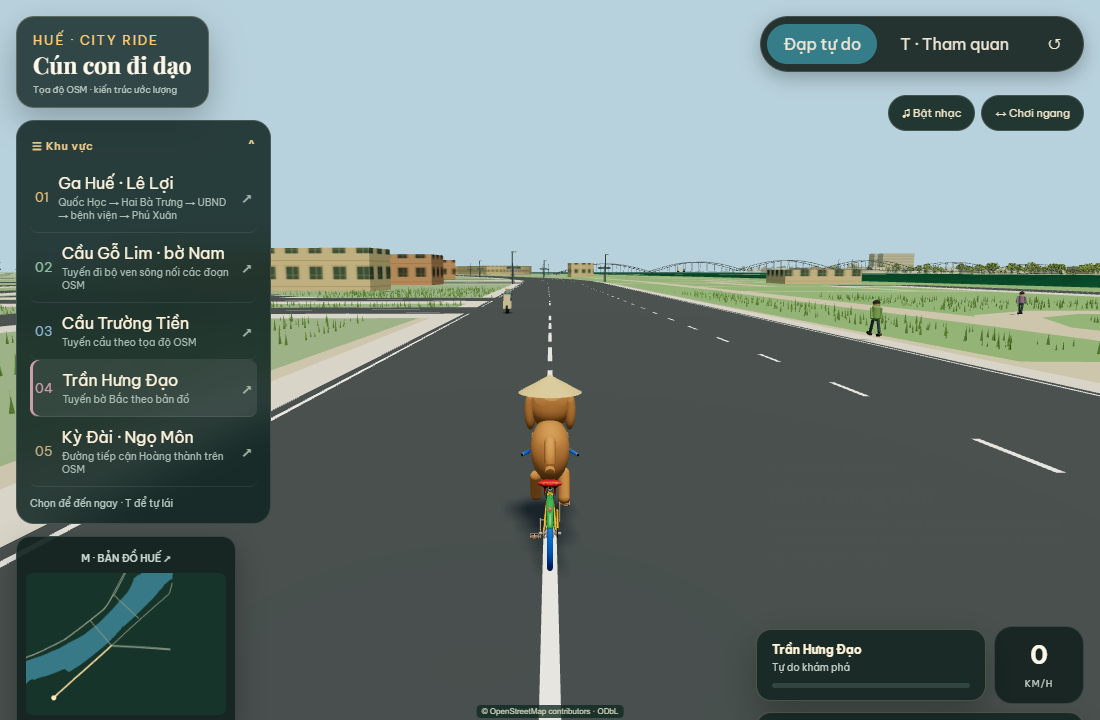 HUẾ · CITY RIDE
Cún con đi dạo
Tọa độ OSM · kiến trúc ước lượng
Đạp tự do
T · Tham quan
↺
♫ Bật nhạc
↔ Chơi ngang
☰ Khu vực
^
01
Ga Huế · Lê Lợi
Quốc Học → Hai Bà Trưng → UBND
→ bệnh viện → Phú Xuân
↗
02
Cầu Gỗ Lim · bờ Nam
Tuyến đi bộ ven sông nối các đoạn
OSM
↗
03
Cầu Trường Tiền
Tuyến cầu theo tọa độ OSM
↗
04
Trần Hưng Đạo
Tuyến bờ Bắc theo bản đồ
↗
05
Kỳ Đài · Ngọ Môn
Đường tiếp cận Hoàng thành trên
OSM
↗
Chọn để đến ngay · T để tự lái
M · BẢN ĐỒ HUẾ ↗
Trần Hưng Đạo
Tự do khám phá
0
KM/H
© OpenStreetMap contributors · ODbL